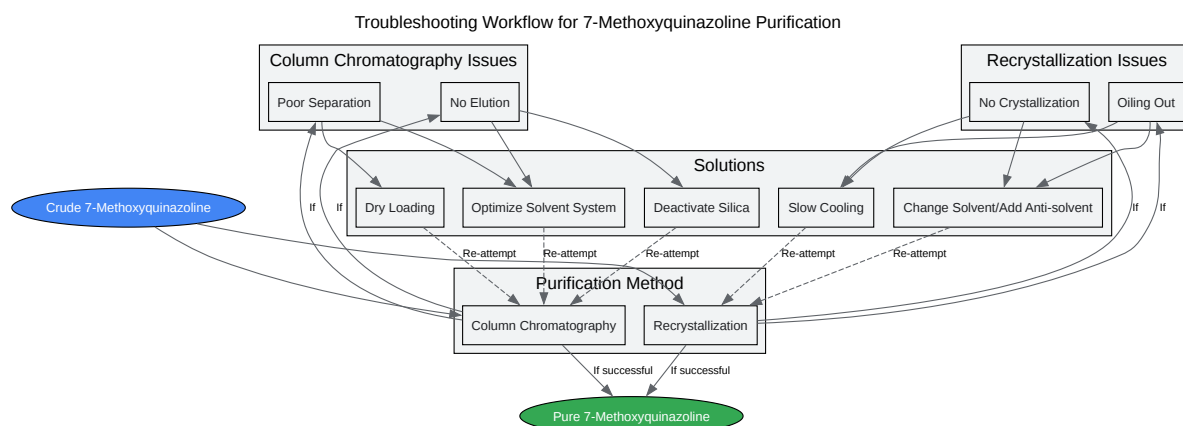 Troubleshooting Workflow for 7-Methoxyquinazoline Purification
Column Chromatography Issues
Recrystallization Issues
Poor Separation
No Elution
No Crystallization
Oiling Out
Solutions
Crude 7-Methoxyquinazoline
If
If
Dry Loading
Optimize Solvent System
Deactivate Silica
Slow Cooling
Change Solvent/Add Anti-solvent
If
If
Re-attempt
Re-attempt
Re-attempt
Re-attempt
Re-attempt
Purification Method
Column Chromatography
Recrystallization
If successful
If successful
Pure 7-Methoxyquinazoline